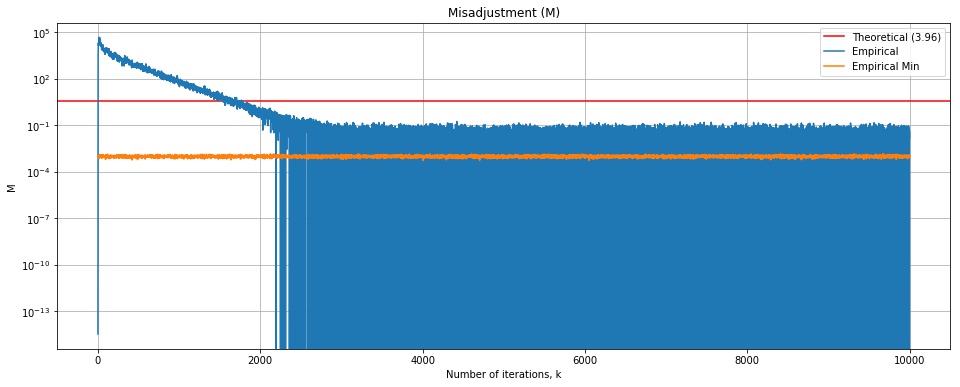 Misadjustment (M)
Theoretical (3.96)
Empirical
Empirical Min
M
10^5
10^2
10^-1
10^-4
10^-7
10^-10
10^-13
0 2000 4000 6000 8000 10000
Number of iterations, k